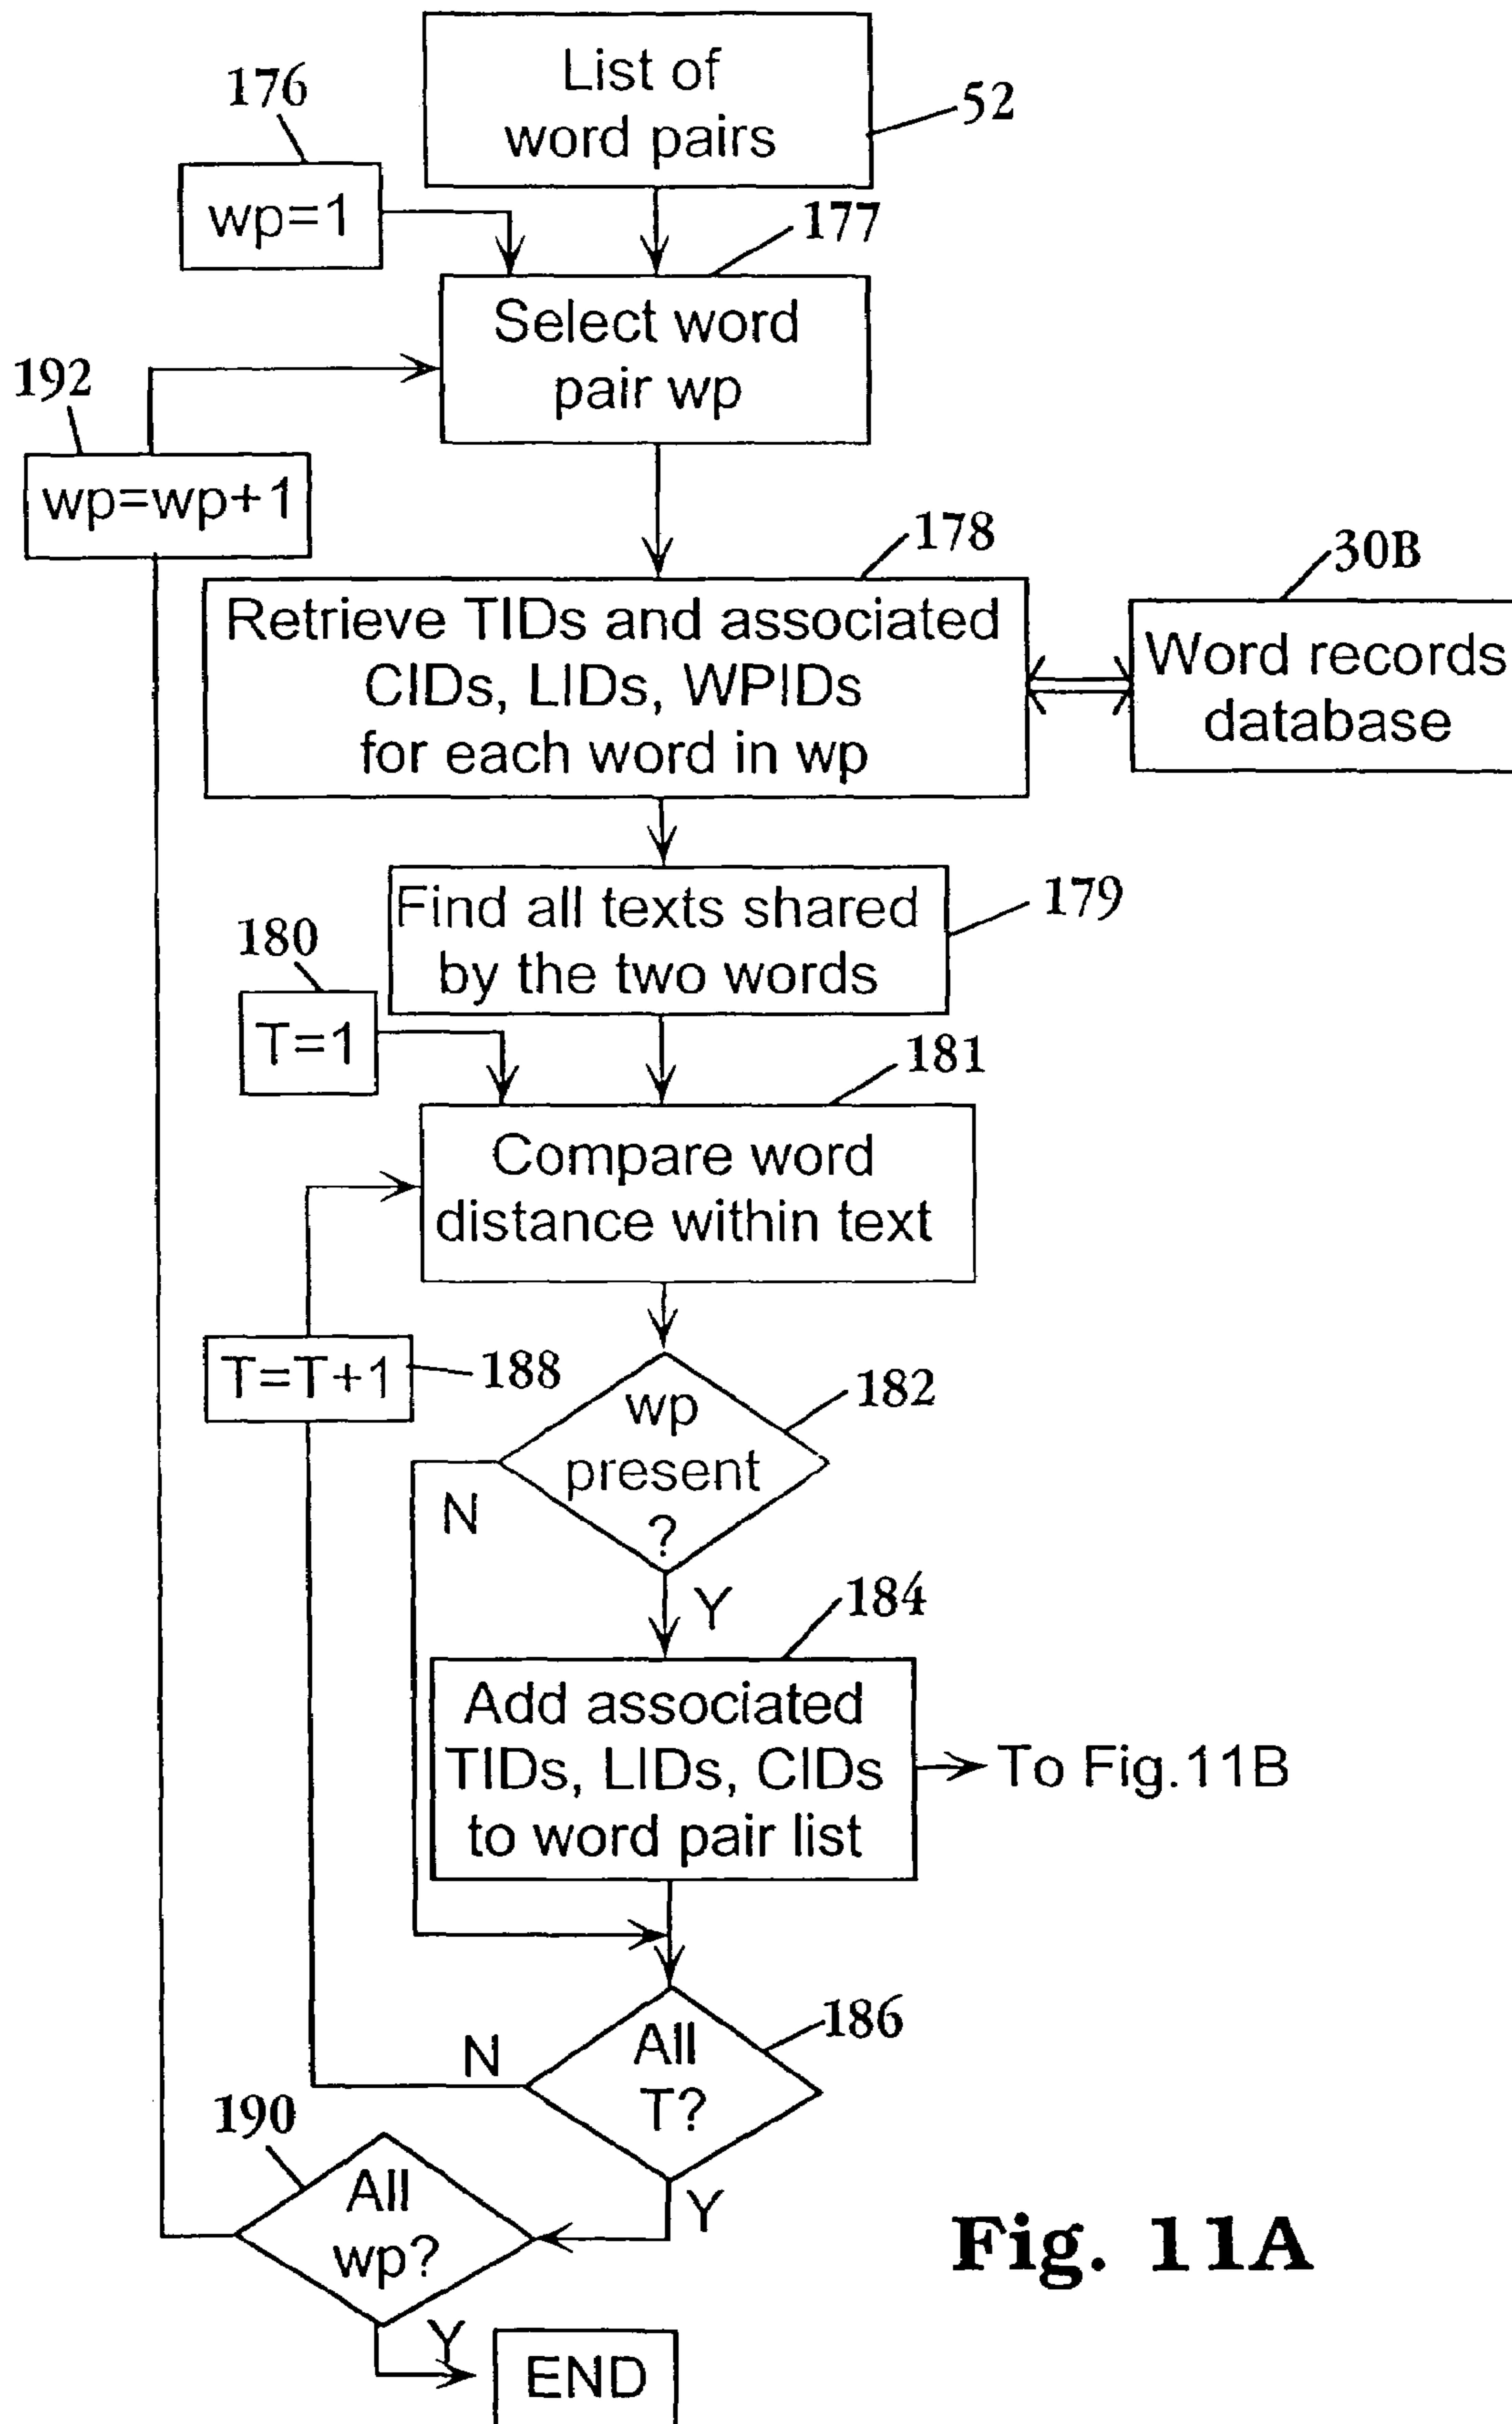 List of
word pairs
52
176
wp=1
177
Select word
pair wp
192
wp=wp+1
178
Retrieve TIDs and associated
CIDs, LIDs, WPIDs
for each word in wp
30B
Word records
database
Find all texts shared
by the two words
179
180
T=1
181
Compare word
distance within text
T=T+1
188
wp
present
?
182
N
Y
184
Add associated
TIDs, LIDs, CIDs
to word pair list
To Fig.11B
All
T?
186
N
Y
190
All
wp?
Y
END
Fig. 11A